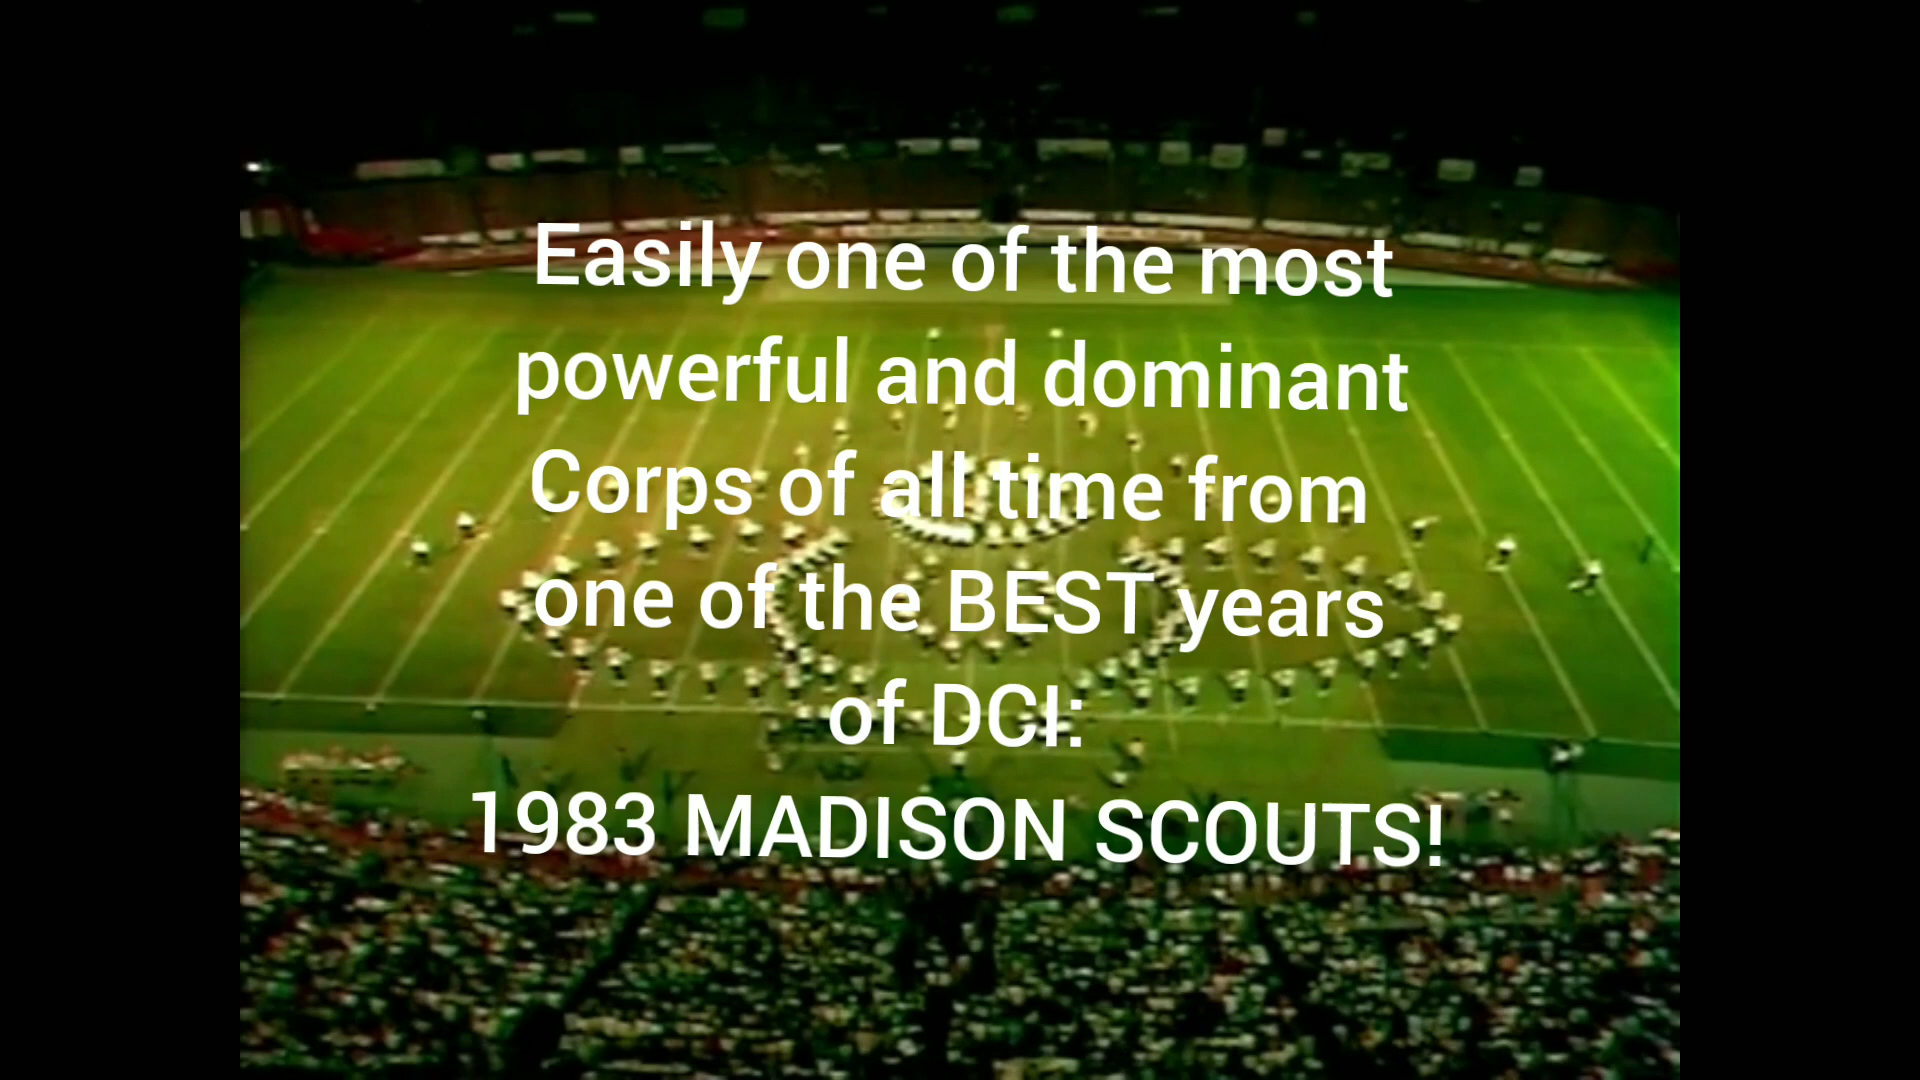 Easily one of the most
powerful and dominant
Corps of all time from
one of the BEST years
of DCI:
1983 MADISON SCOUTS!